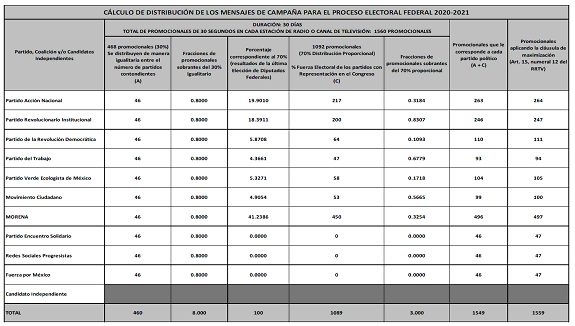 CÁLCULO DE DISTRIBUCIÓN DE LOS MENSAJES DE CAMPAÑA PARA EL PROCESO ELECTORAL FEDERAL 2020-2021
Partido, Coalición y/o Candidatos Independientes
DURACIÓN: 30 DÍAS
TOTAL DE PROMOCIONALES DE 30 SEGUNDOS EN CADA ESTACIÓN DE RADIO O CANAL DE TELEVISIÓN: 1560 PROMOCIONALES
468 promocionales (30%)
Se distribuyen de manera igualitaria entre el número de partidos contendientes
(A)
Fracciones de promocionales sobrantes del 30% igualitario
Porcentaje correspondiente al 70% (resultados de la última Elección de Diputados Federales)
1092 promocionales
(70% Distribución Proporcional)
% Fuerza Electoral de los partidos con Representación en el Congreso
(C)
Fracciones de promocionales sobrantes del 70% proporcional
Promocionales que le corresponde a cada partido político
(A + C)
Promocionales aplicando la cláusula de maximización (Art. 15, numeral 12 del RRTV)
Partido Acción Nacional 46 0.8000 19.9010 217 0.3184 263 264
Partido Revolucionario Institucional 46 0.8000 18.3911 200 0.8307 246 247
Partido de la Revolución Democrática 46 0.8000 5.8708 64 0.1093 110 111
Partido del Trabajo 46 0.8000 4.3661 47 0.6779 93 94
Partido Verde Ecologista de México 46 0.8000 5.3271 58 0.1718 104 105
Movimiento Ciudadano 46 0.8000 4.9054 53 0.5665 99 100
MORENA 46 0.8000 41.2386 450 0.3254 496 497
Partido Encuentro Solidario 46 0.8000 0.0000 0 0.0000 46 47
Redes Sociales Progresistas 46 0.8000 0.0000 0 0.0000 46 47
Fuerza por México 46 0.8000 0.0000 0 0.0000 46 47
Candidato Independiente
TOTAL 460 8.000 100 1089 3.000 1549 1559